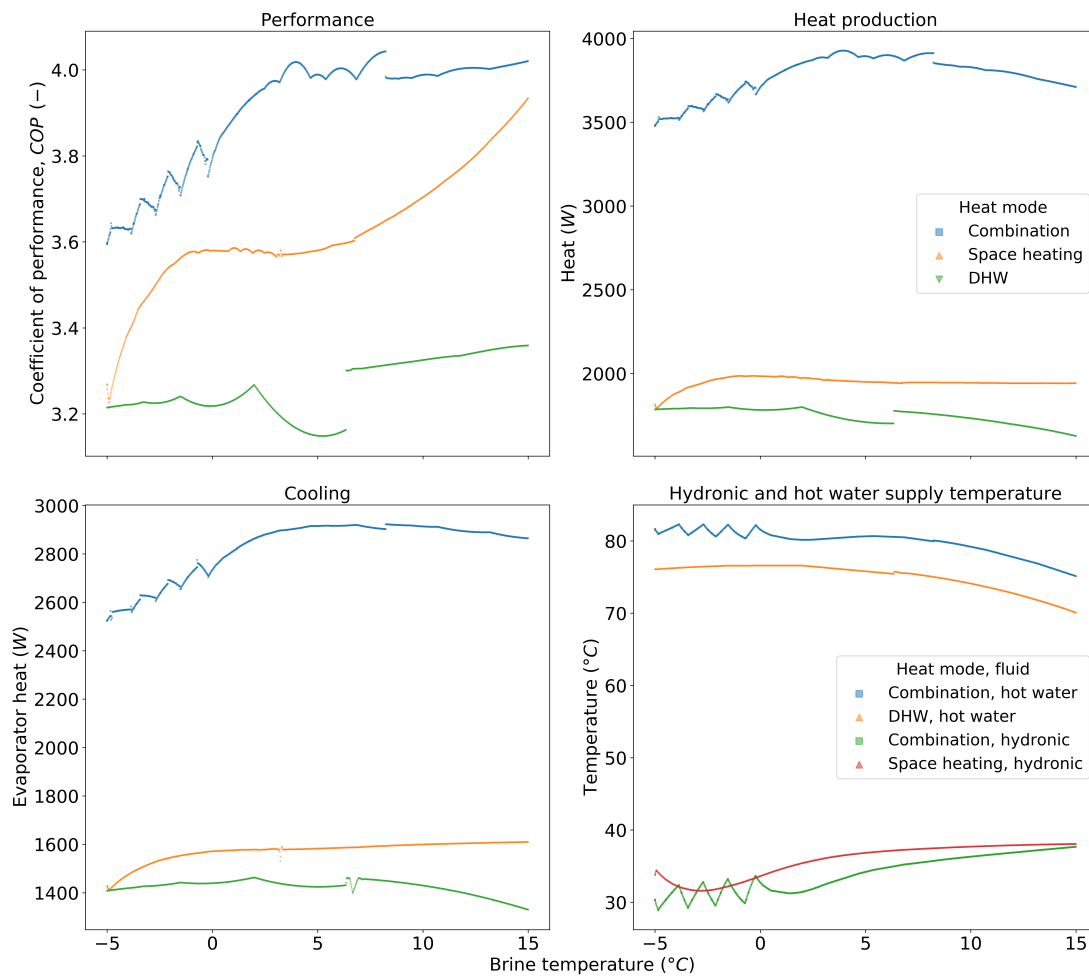 Performance
Coefficient of performance, COP (−)
4.0
3.8
3.6
3.4
3.2
Heat production
Heat (W)
4000
3500
3000
2500
2000
Heat mode
Combination
Space heating
DHW
Cooling
Evaporator heat (W)
3000
2800
2600
2400
2200
2000
1800
1600
1400
−5 0 5 10 15
Hydronic and hot water supply temperature
Temperature (°C)
80
70
60
50
40
30
Heat mode, fluid
Combination, hot water
DHW, hot water
Combination, hydronic
Space heating, hydronic
−5 0 5 10 15
Brine temperature (°C)